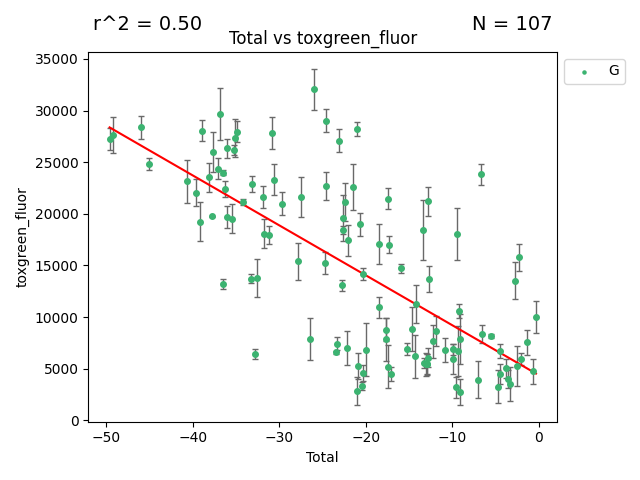 r^2 = 0.50
N = 107
Total vs toxgreen_fluor
G
35000
30000
25000
20000
15000
10000
5000
0
toxgreen_fluor
−50 −40 −30 −20 −10 0
Total